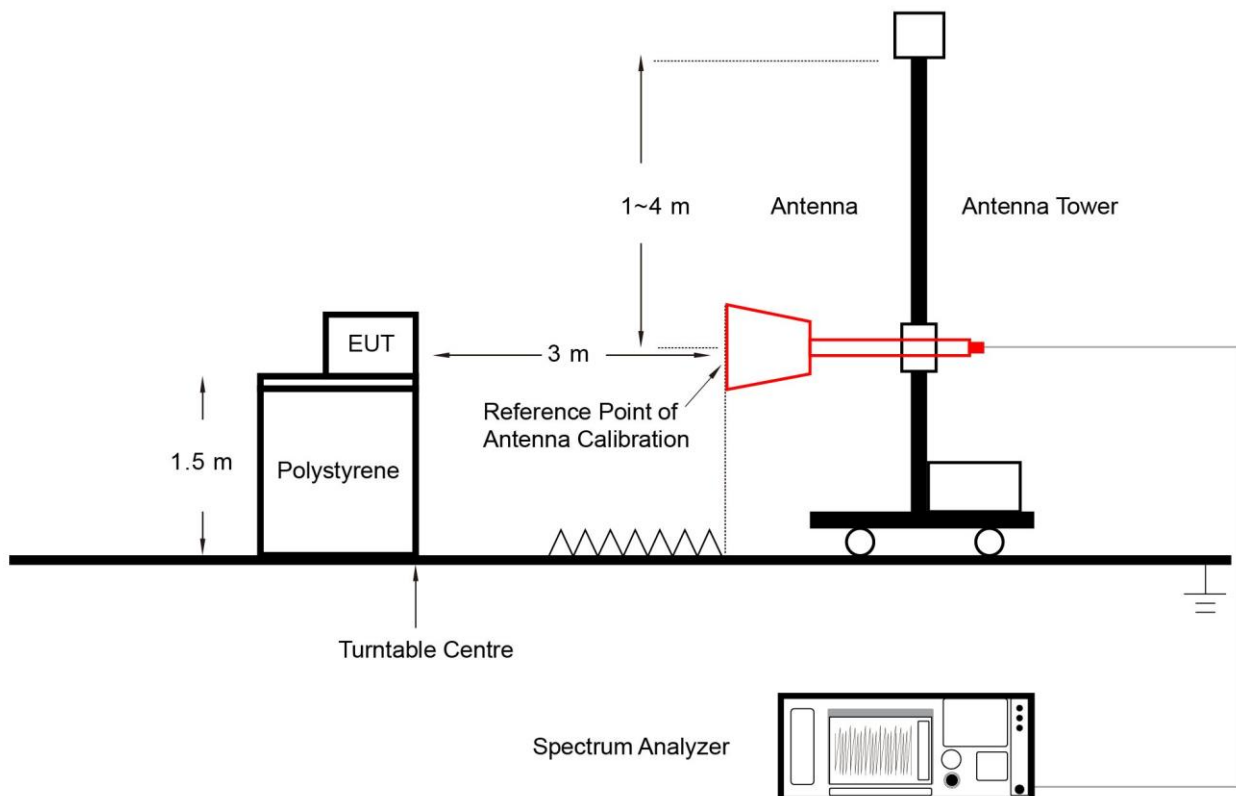 1~4 m
Antenna
Antenna Tower
EUT
3 m
Reference Point of
Antenna Calibration
1.5 m
Polystyrene
Turntable Centre
Spectrum Analyzer